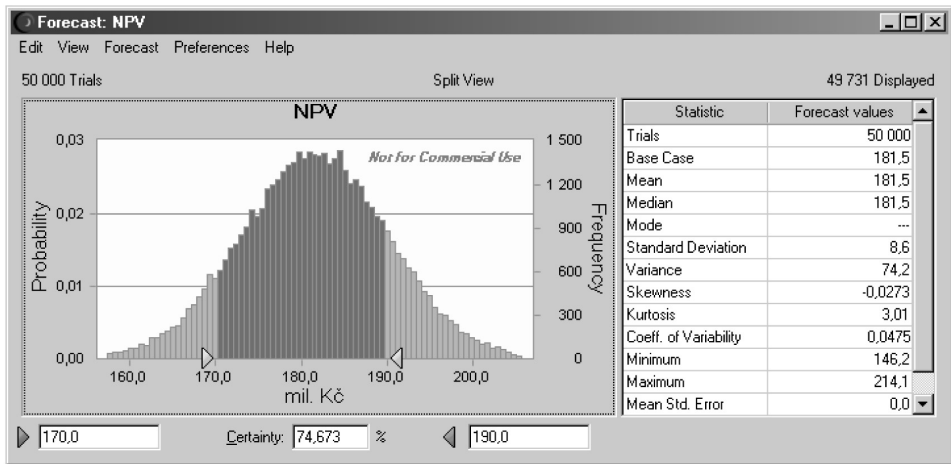 Forecast: NPV
Edit View Forecast Preferences Help
50 000 Trials Split View 49 731 Displayed
NPV
Not for Commercial Use
Probability
0,03
0,02
0,01
0,00
1 500
1 200
900
600
300
0
Frequency
160,0 170,0 180,0 190,0 200,0
mil. Kč
Statistic Forecast values
Trials 50 000
Base Case 181,5
Mean 181,5
Median 181,5
Mode ---
Standard Deviation 8,6
Variance 74,2
Skewness -0,0273
Kurtosis 3,01
Coeff. of Variability 0,0475
Minimum 146,2
Maximum 214,1
Mean Std. Error 0,0
170,0 Certainty: 74,673 % 190,0